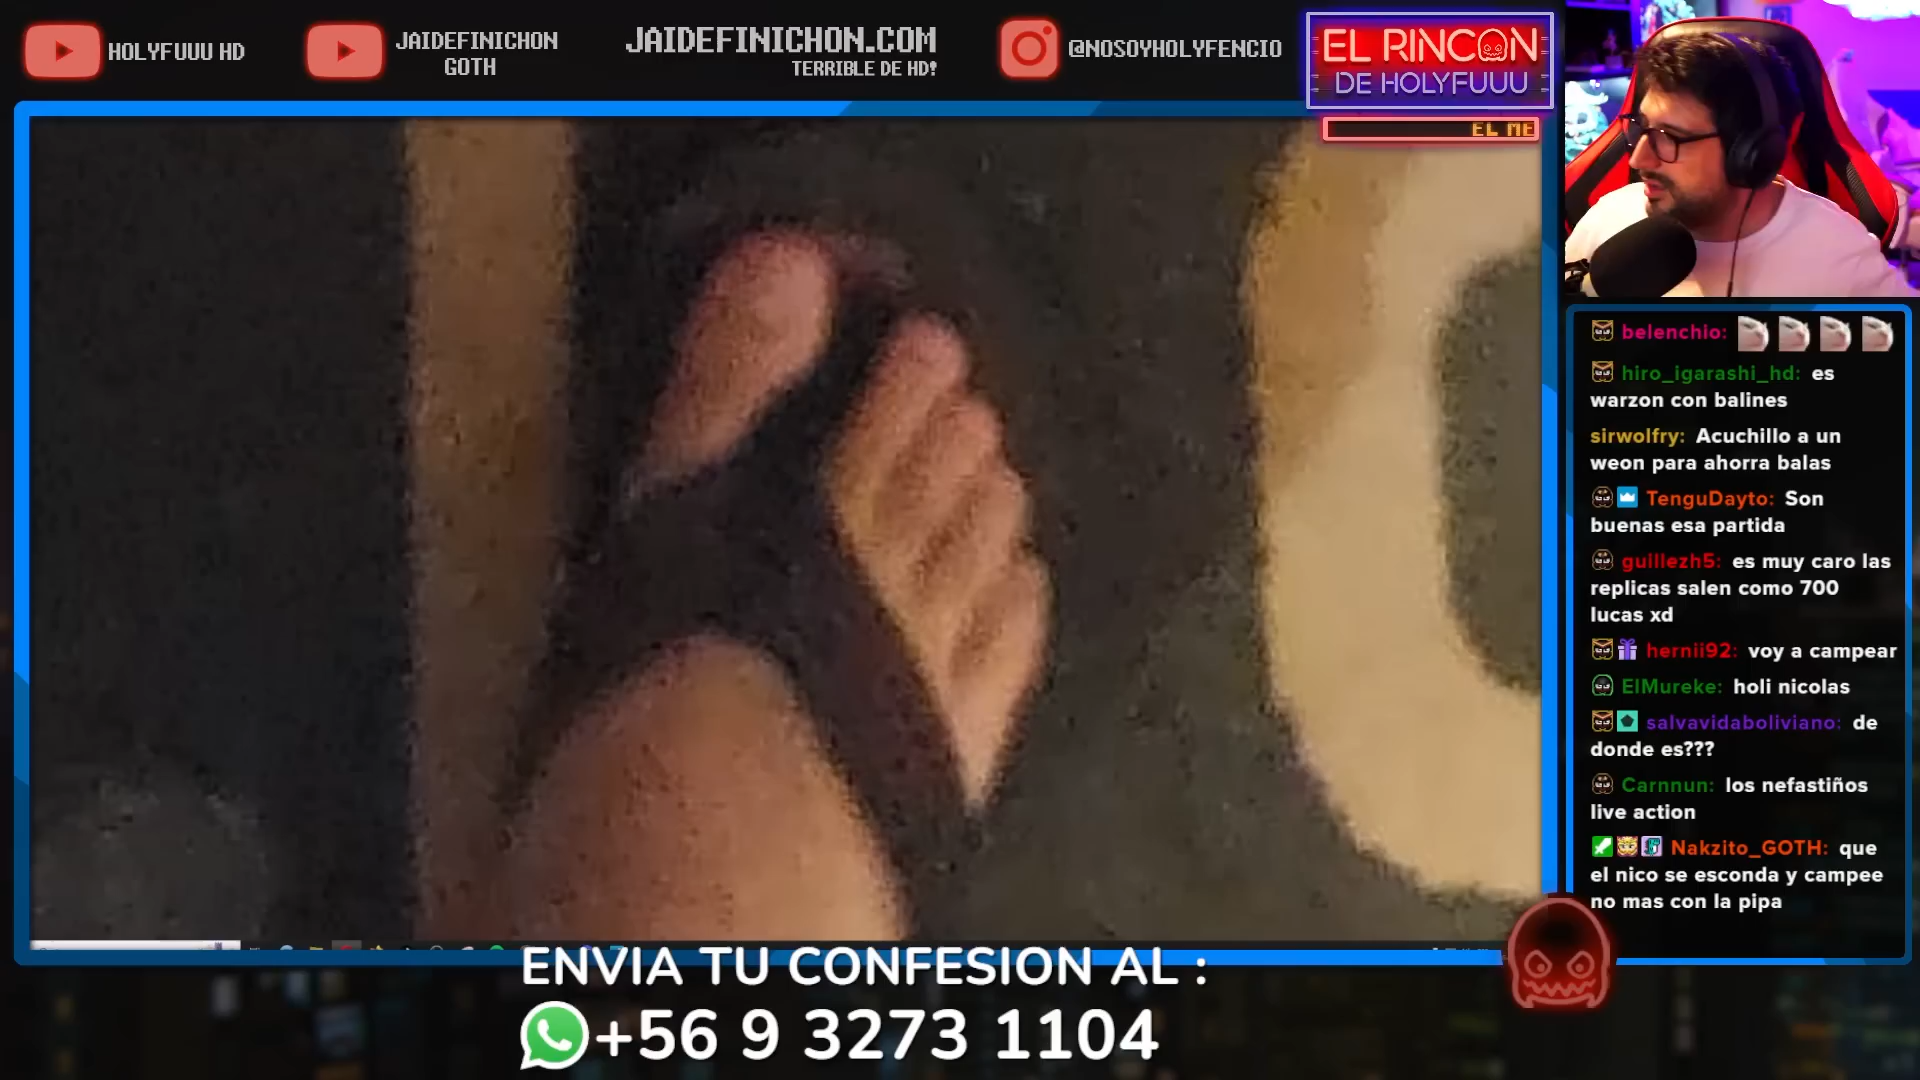 HOLYFUUU HD
JAIDEFINICHON
GOTH
JAIDEFINICHON.COM
TERRIBLE DE HD!
@NOSOYHOLYFENCIO
EL RINCON
DE HOLYFUUU
EL ME
belenchio:
hiro_igarashi_hd: es
warzon con balines
sirwolfry: Acuchillo a un
weon para ahorra balas
TenguDayto: Son
buenas esa partida
guillezh5: es muy caro las
replicas salen como 700
lucas xd
hernii92: voy a campear
ElMureke: holi nicolas
salvavidaboliviano: de
donde es???
Carnnun: los nefastiños
live action
Nakzito_GOTH: que
el nico se esconda y campee
no mas con la pipa
ENVIA TU CONFESION AL :
+56 9 3273 1104